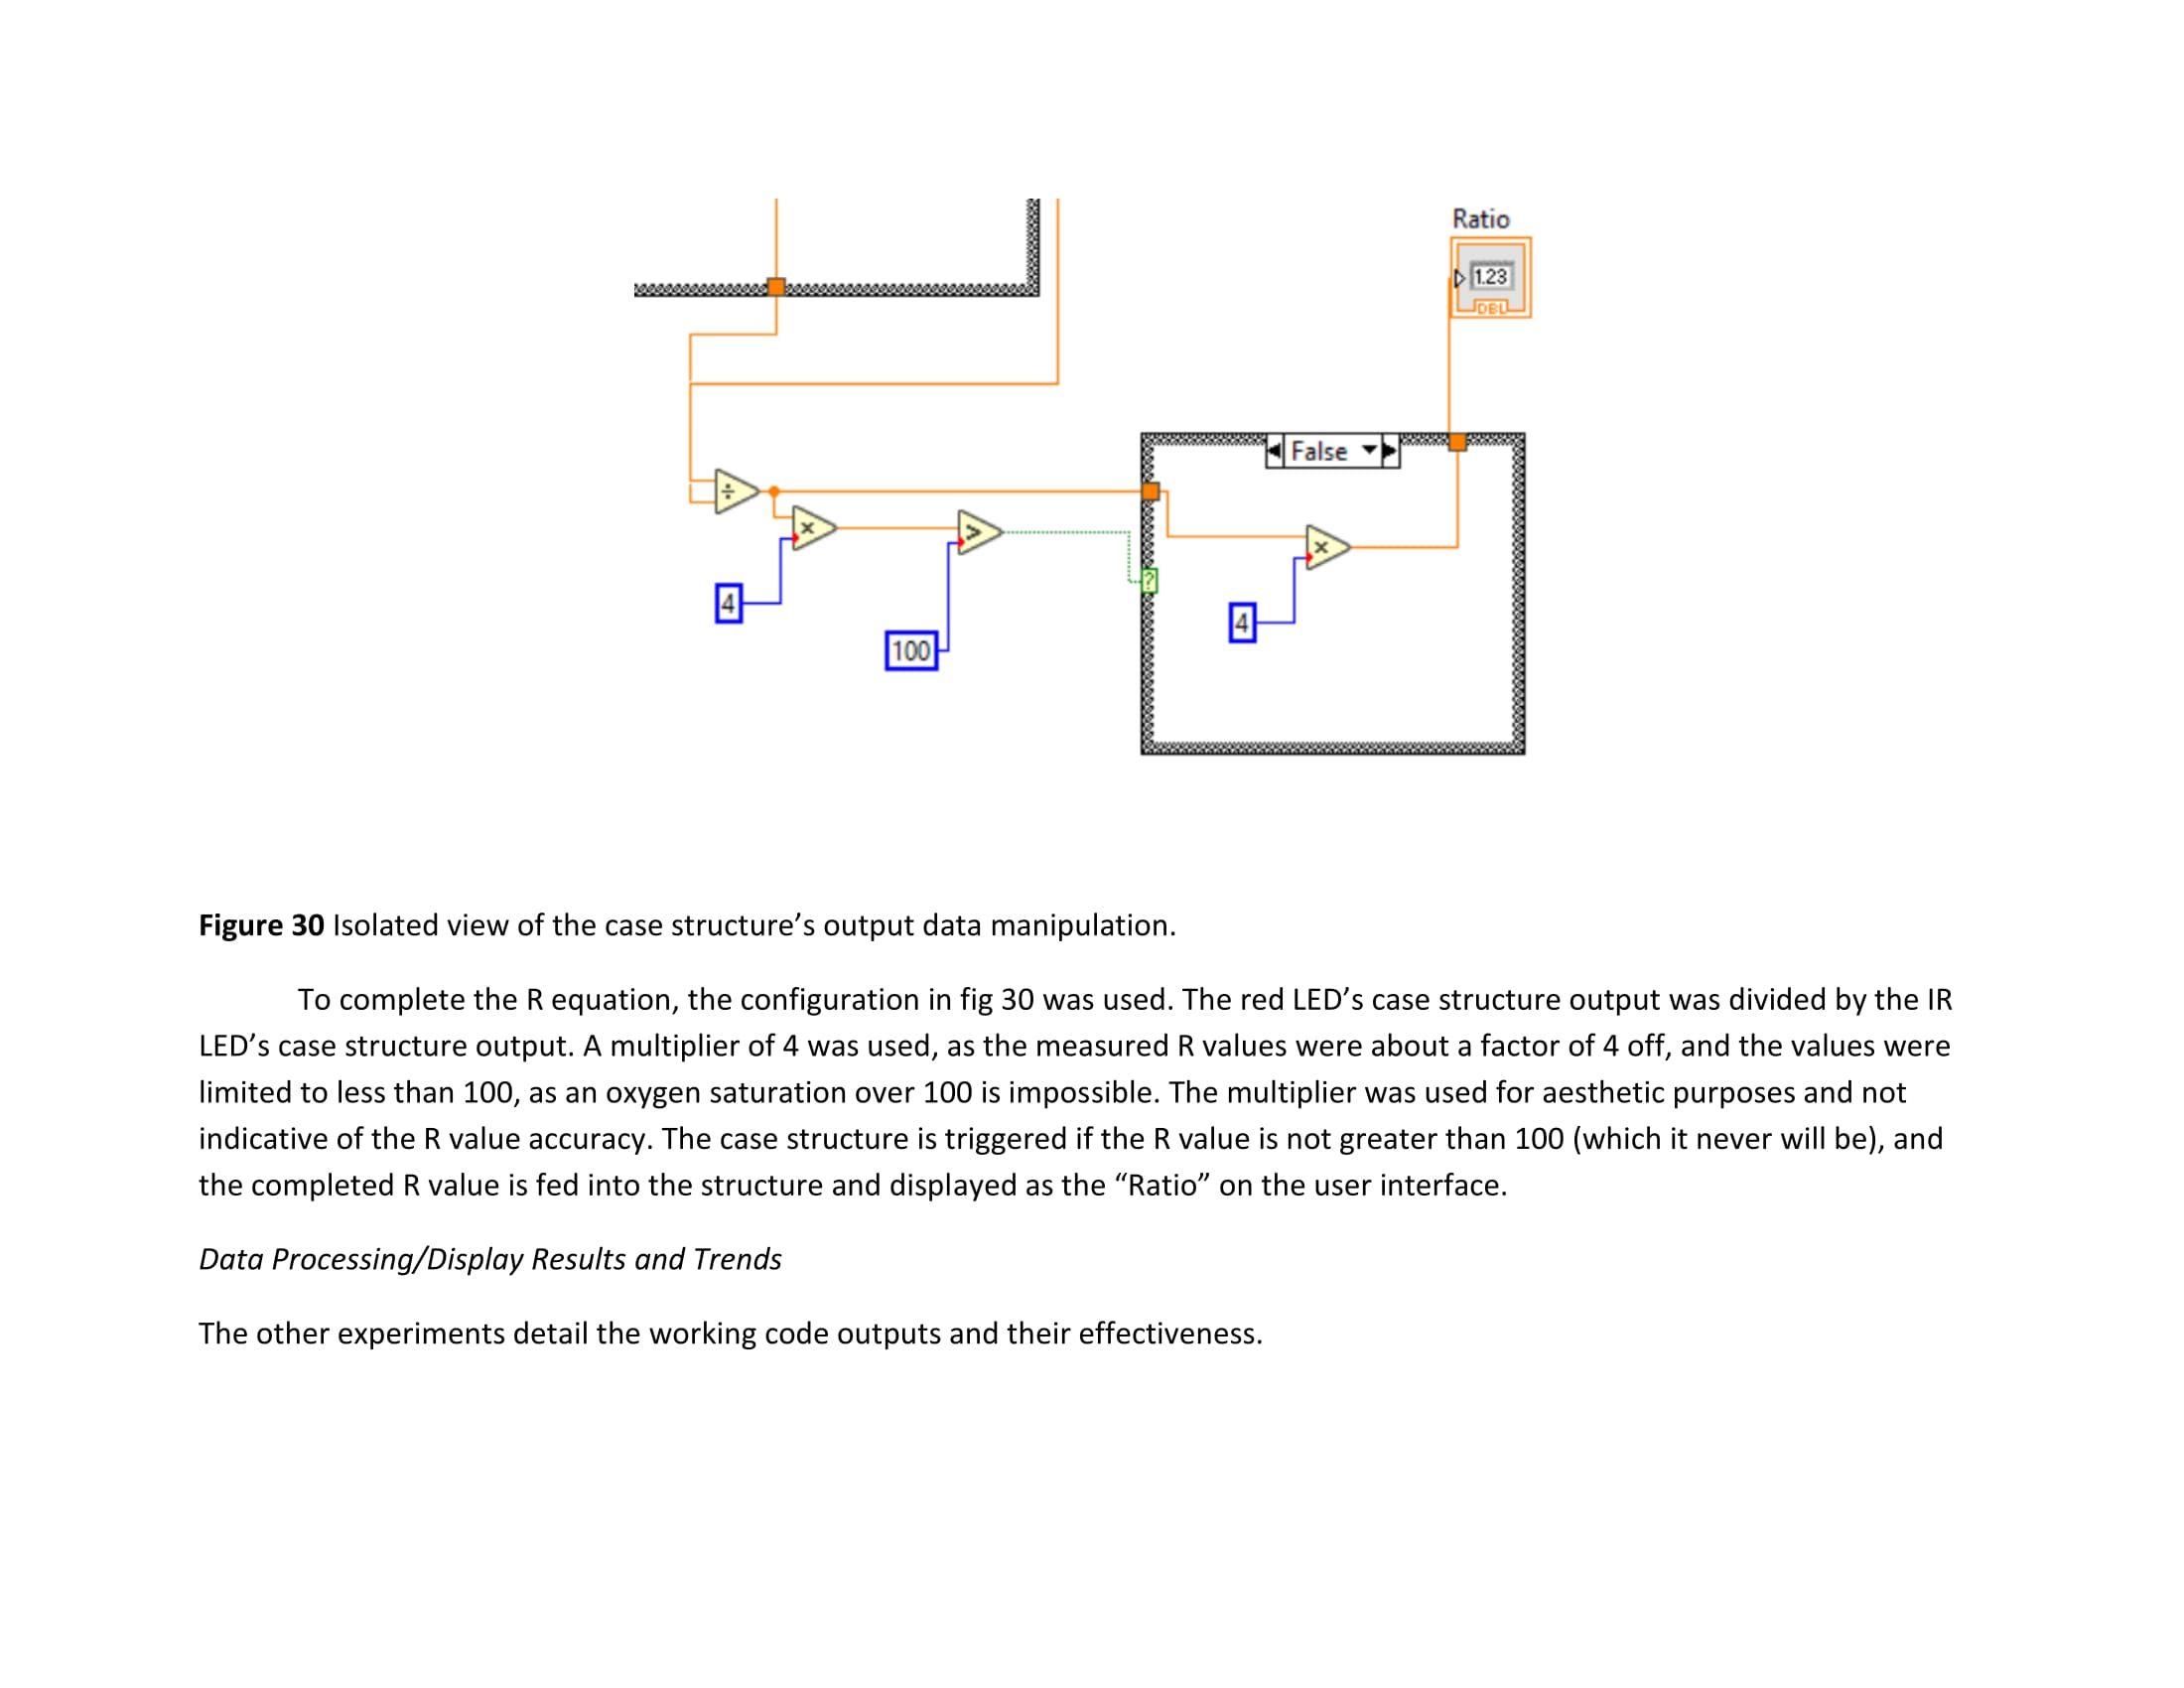 Ratio
1.23
DBL
False
÷
×
>
?
×
4
4
100
Figure 30 Isolated view of the case structure’s output data manipulation.
To complete the R equation, the configuration in fig 30 was used. The red LED’s case structure output was divided by the IR
LED’s case structure output. A multiplier of 4 was used, as the measured R values were about a factor of 4 off, and the values were
limited to less than 100, as an oxygen saturation over 100 is impossible. The multiplier was used for aesthetic purposes and not
indicative of the R value accuracy. The case structure is triggered if the R value is not greater than 100 (which it never will be), and
the completed R value is fed into the structure and displayed as the “Ratio” on the user interface.
Data Processing/Display Results and Trends
The other experiments detail the working code outputs and their effectiveness.